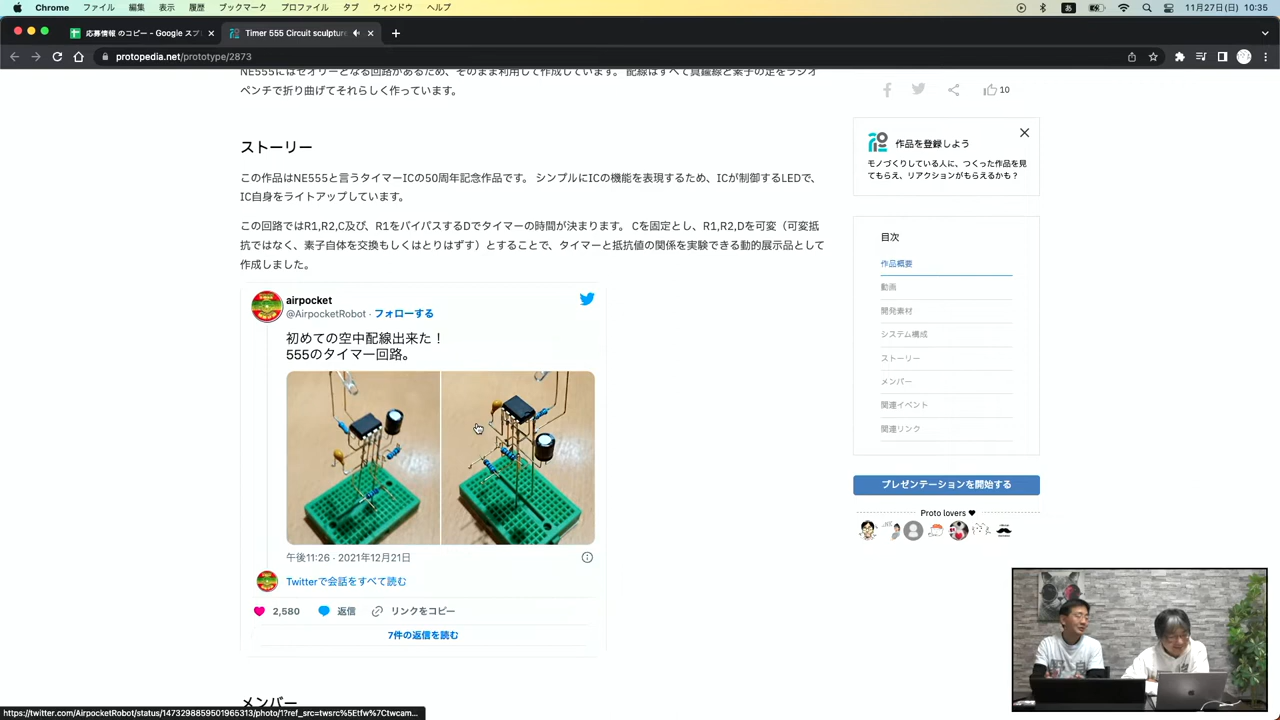 Chrome ファイル 編集 表示 履歴 ブックマーク プロファイル タブ ウィンドウ ヘルプ あ 11月27日(日) 10:35
応募情報 のコピー - Google スプ Timer 555 Circuit sculpture
protopedia.net/prototype/2873
NE555にはセオリーとなる回路があるため、そのまま利用して作成しています。 配線はすべて真鍮線と素子の足をラジオ
ペンチで折り曲げてそれらしく作っています。
ストーリー
この作品はNE555と言うタイマーICの50周年記念作品です。 シンプルにICの機能を表現するため、ICが制御するLEDで、
IC自身をライトアップしています。
この回路ではR1,R2,C及び、R1をバイパスするDでタイマーの時間が決まります。 Cを固定とし、R1,R2,Dを可変（可変抵
抗ではなく、素子自体を交換もしくはとりはずす）とすることで、タイマーと抵抗値の関係を実験できる動的展示品として
作成しました。
airpocket
@AirpocketRobot · フォローする
初めての空中配線出来た！
555のタイマー回路。
午後11:26 · 2021年12月21日
Twitterで会話をすべて読む
2,580 返信 リンクをコピー
7件の返信を読む
メンバー
10
作品を登録しよう
モノづくりしている人に、つくった作品を見
てもらえ、リアクションがもらえるかも？
目次
作品概要
動画
開発素材
システム構成
ストーリー
メンバー
関連イベント
関連リンク
プレゼンテーションを開始する
Proto lovers ♥
https://twitter.com/AirpocketRobot/status/1473298859501965313/photo/1?ref_src=twsrc%5Etfw%7Ctwcam...